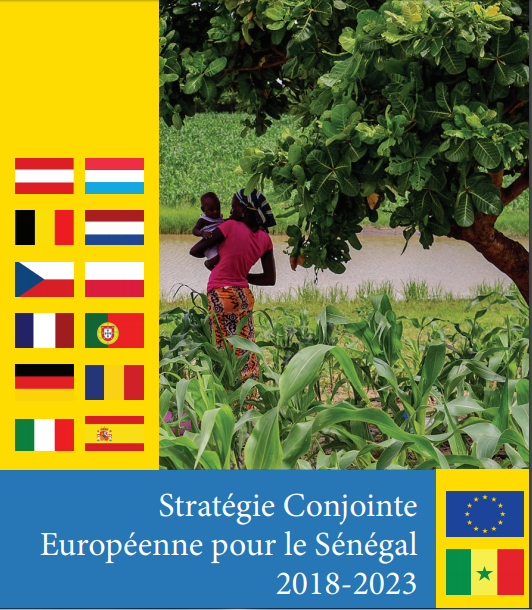 Stratégie Conjointe
Européenne pour le Sénégal
2018-2023